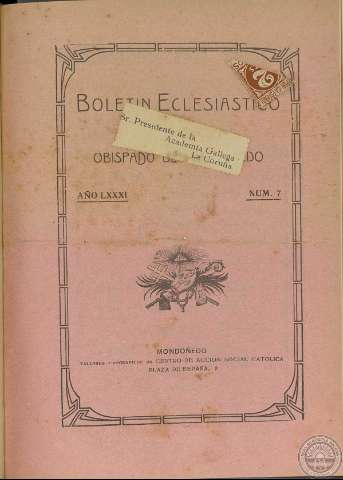 BOLETIN ECLESIASTICO
Sr. Presidente de la
Academia Gallega
La Coruña
OBISPADO
AÑO LXXXI
NUM. 7
MONDOÑEDO
TALLERES DE CENTRO DE ACCION SOCIAL CATOLICA
PLAZA DE ESPAÑA,